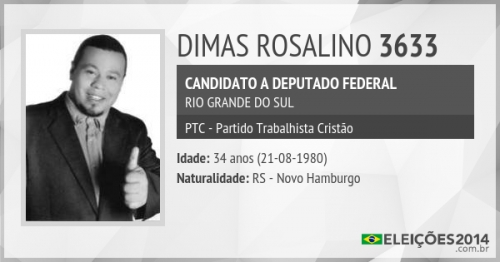 DIMAS ROSALINO 3633
CANDIDATO A DEPUTADO FEDERAL
RIO GRANDE DO SUL
PTC - Partido Trabalhista Cristão
Idade: 34 anos (21-08-1980)
Naturalidade: RS - Novo Hamburgo
ELEIÇÕES2014
.com.br